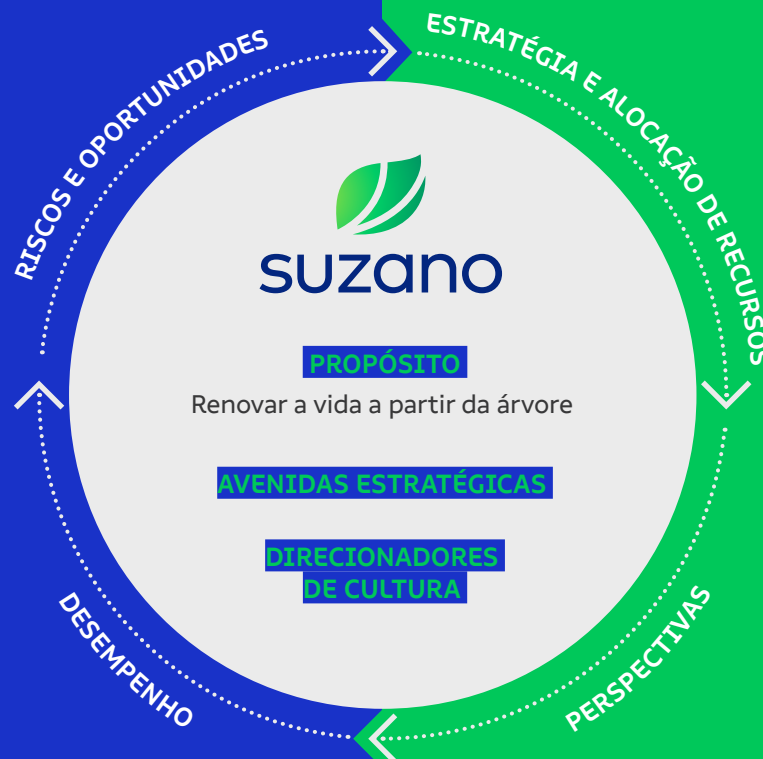 RISCOS E OPORTUNIDADES
ESTRATÉGIA E ALOCAÇÃO DE RECURSOS
suzano
PROPÓSITO
Renovar a vida a partir da árvore
AVENIDAS ESTRATÉGICAS
DIRECIONADORES
DE CULTURA
DESEMPENHO
PERSPECTIVAS